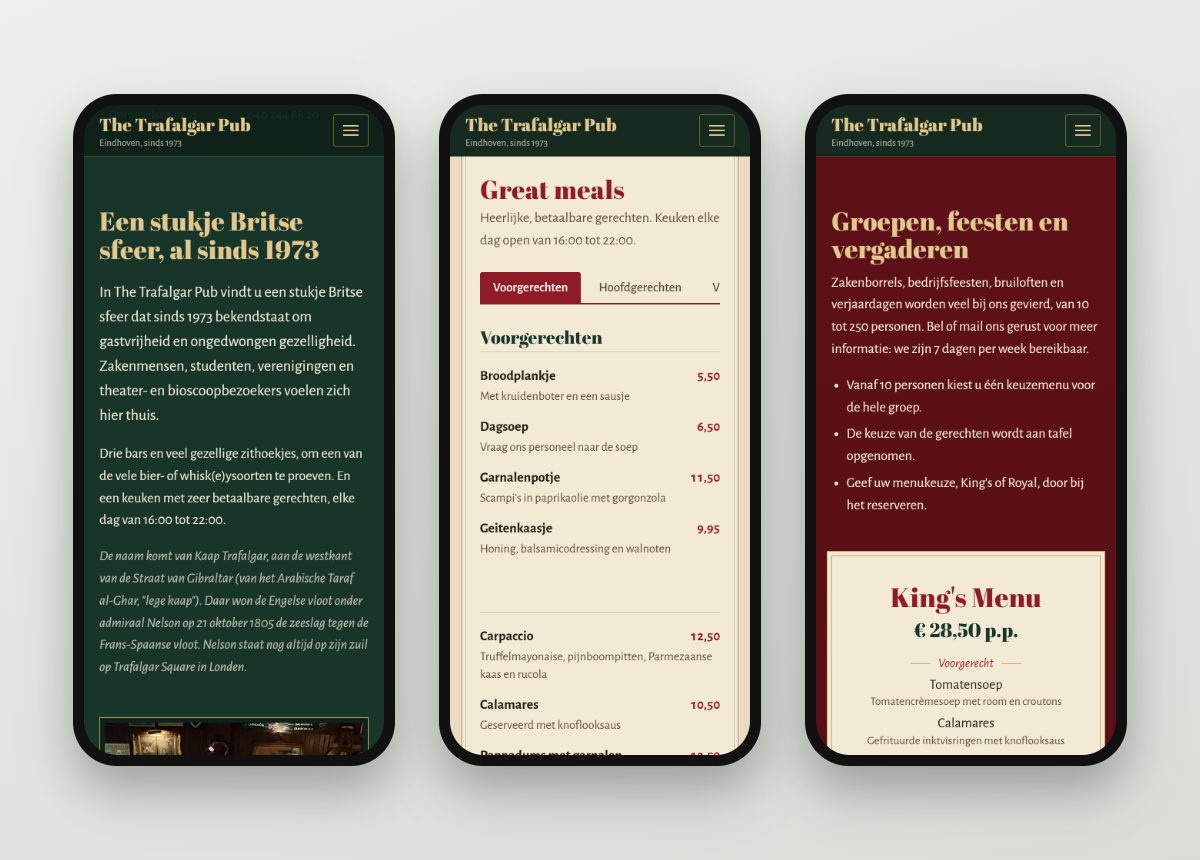 The Trafalgar Pub
Eindhoven, sinds 1973
Een stukje Britse
sfeer, al sinds 1973
In The Trafalgar Pub vindt u een stukje Britse
sfeer dat sinds 1973 bekendstaat om
gastvrijheid en ongedwongen gezelligheid.
Zakenmensen, studenten, verenigingen en
theater- en bioscoopbezoekers voelen zich
hier thuis.
Drie bars en veel gezellige zithoekjes, om een van
de vele bier- of whisk(e)ysoorten te proeven. En
een keuken met zeer betaalbare gerechten, elke
dag van 16:00 tot 22:00.
De naam komt van Kaap Trafalgar, aan de westkant
van de Straat van Gibraltar (van het Arabische Taraf
al-Ghar, "lege kaap"). Daar won de Engelse vloot onder
admiraal Nelson op 21 oktober 1805 de zeeslag tegen de
Frans-Spaanse vloot. Nelson staat nog altijd op zijn zuil
op Trafalgar Square in Londen.
The Trafalgar Pub
Eindhoven, sinds 1973
Great meals
Heerlijke, betaalbare gerechten. Keuken elke
dag open van 16:00 tot 22:00.
Voorgerechten Hoofdgerechten V
Voorgerechten
Broodplankje 5,50
Met kruidenboter en een sausje
Dagsoep 6,50
Vraag ons personeel naar de soep
Garnalenpotje 11,50
Scampi's in paprikaolie met gorgonzola
Geitenkaasje 9,95
Honing, balsamicodressing en walnoten
Carpaccio 12,50
Truffelmayonaise, pijnboompitten, Parmezaanse
kaas en rucola
Calamares 10,50
Geserveerd met knoflooksaus
Pappadums met garnalen
The Trafalgar Pub
Eindhoven, sinds 1973
Groepen, feesten en
vergaderen
Zakenborrels, bedrijfsfeesten, bruiloften en
verjaardagen worden veel bij ons gevierd, van 10
tot 250 personen. Bel of mail ons gerust voor meer
informatie: we zijn 7 dagen per week bereikbaar.
• Vanaf 10 personen kiest u één keuzemenu voor
de hele groep.
• De keuze van de gerechten wordt aan tafel
opgenomen.
• Geef uw menukeuze, King's of Royal, door bij
het reserveren.
King's Menu
€ 28,50 p.p.
Voorgerecht
Tomatensoep
Tomatencrèmesoep met room en croutons
Calamares
Gefrituurde inktvisringen met knoflooksaus